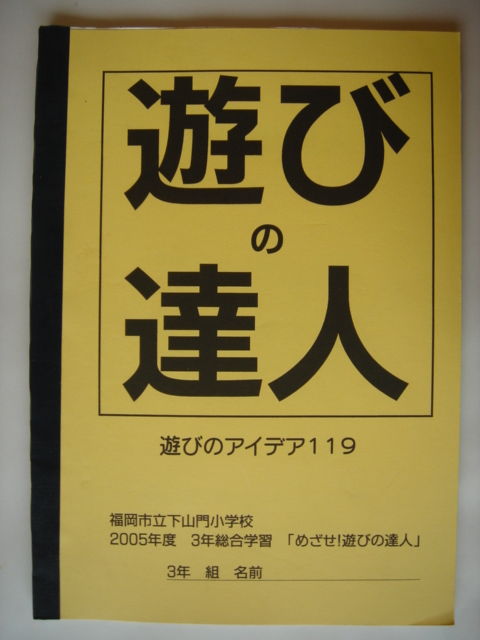 遊び
の
達人
遊びのアイデア119
福岡市立下山門小学校
2005年度 3年総合学習 「めざせ!遊びの達人」
3年 組 名前